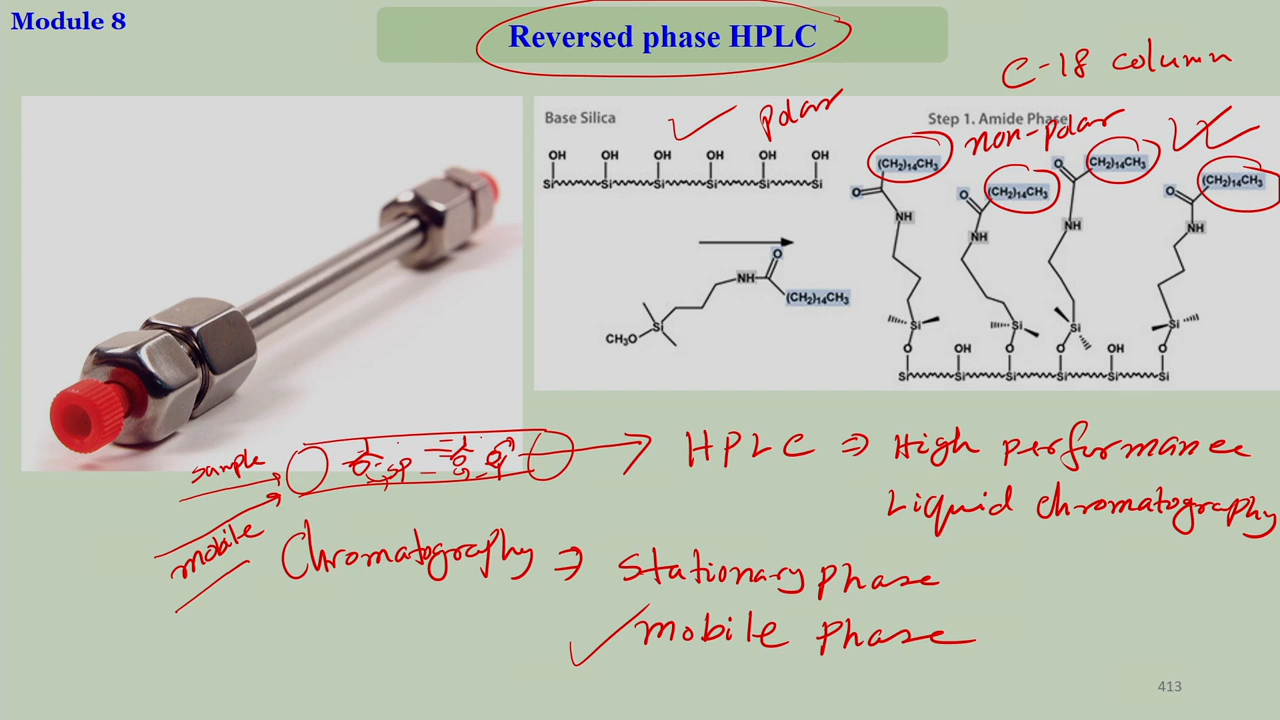 Module 8
Reversed phase HPLC
C-18 column
Base Silica
Polar
Step 1. Amide Phase
non-polar
OH OH OH OH OH OH
Si Si Si Si Si Si
NH
O
(CH₂)₁₄CH₃
Si
CH₃O
(CH₂)₁₄CH₃ (CH₂)₁₄CH₃ (CH₂)₁₄CH₃ (CH₂)₁₄CH₃
O O O O
NH NH NH NH
Si Si Si Si
O OH O O OH O
Si Si Si Si Si Si
sample
sp
HPLC ⇒ High performance
Liquid chromatography
mobile
Chromatography ⇒ Stationary phase
mobile phase
413